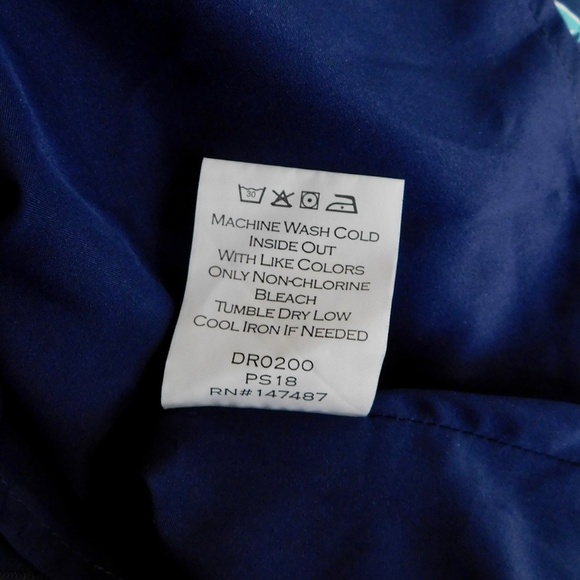 30
MACHINE WASH COLD
INSIDE OUT
WITH LIKE COLORS
ONLY NON-CHLORINE
BLEACH
TUMBLE DRY LOW
COOL IRON IF NEEDED
DR0200
PS18
RN#147487